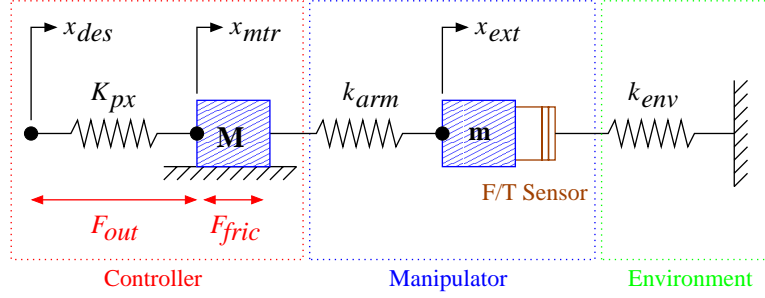 x_des x_mtr x_ext
K_px k_arm k_env
M m
F/T Sensor
F_out F_fric
Controller Manipulator Environment